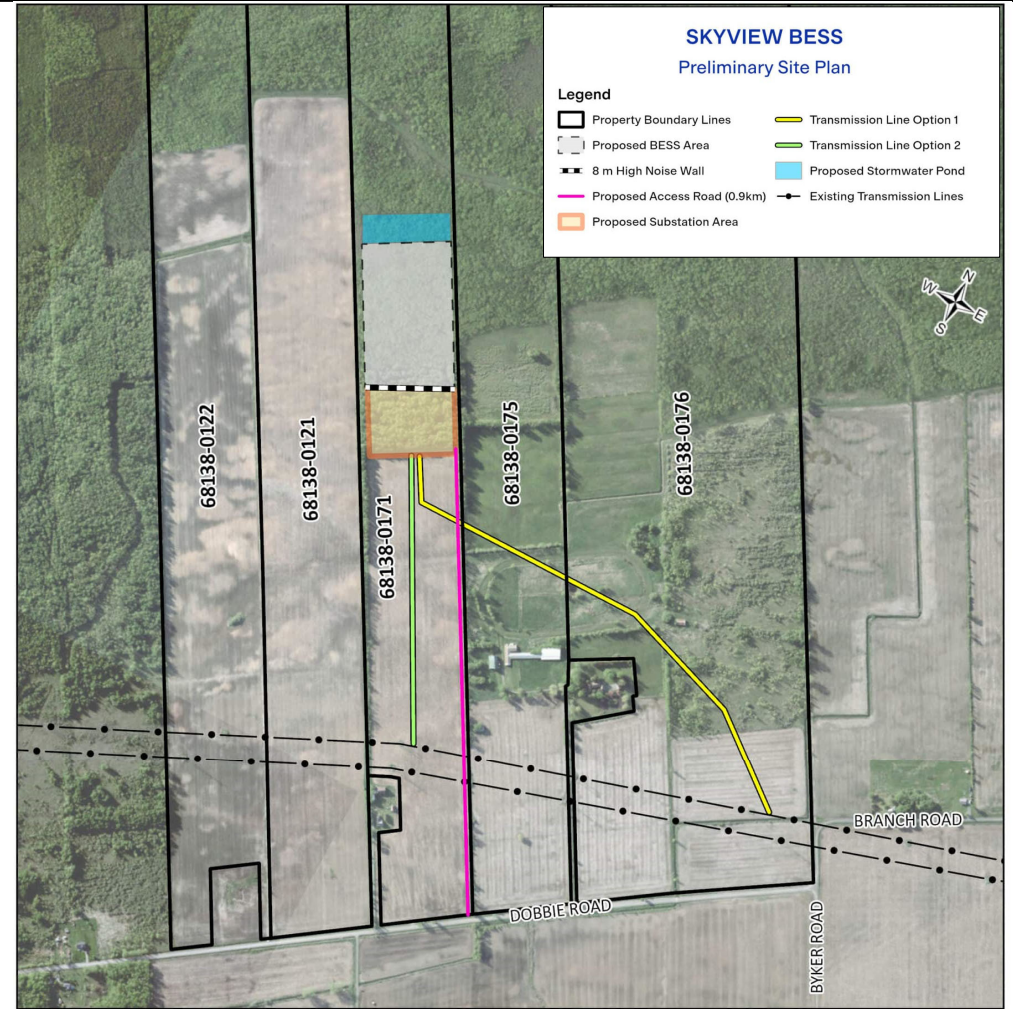 SKYVIEW BESS
Preliminary Site Plan
Legend
Property Boundary Lines
Proposed BESS Area
8 m High Noise Wall
Proposed Access Road (0.9km)
Proposed Substation Area
Transmission Line Option 1
Transmission Line Option 2
Proposed Stormwater Pond
Existing Transmission Lines
N
W
E
S
68138-0122
68138-0121
68138-0171
68138-0175
68138-0176
BRANCH ROAD
DOBBIE ROAD
BYKER ROAD